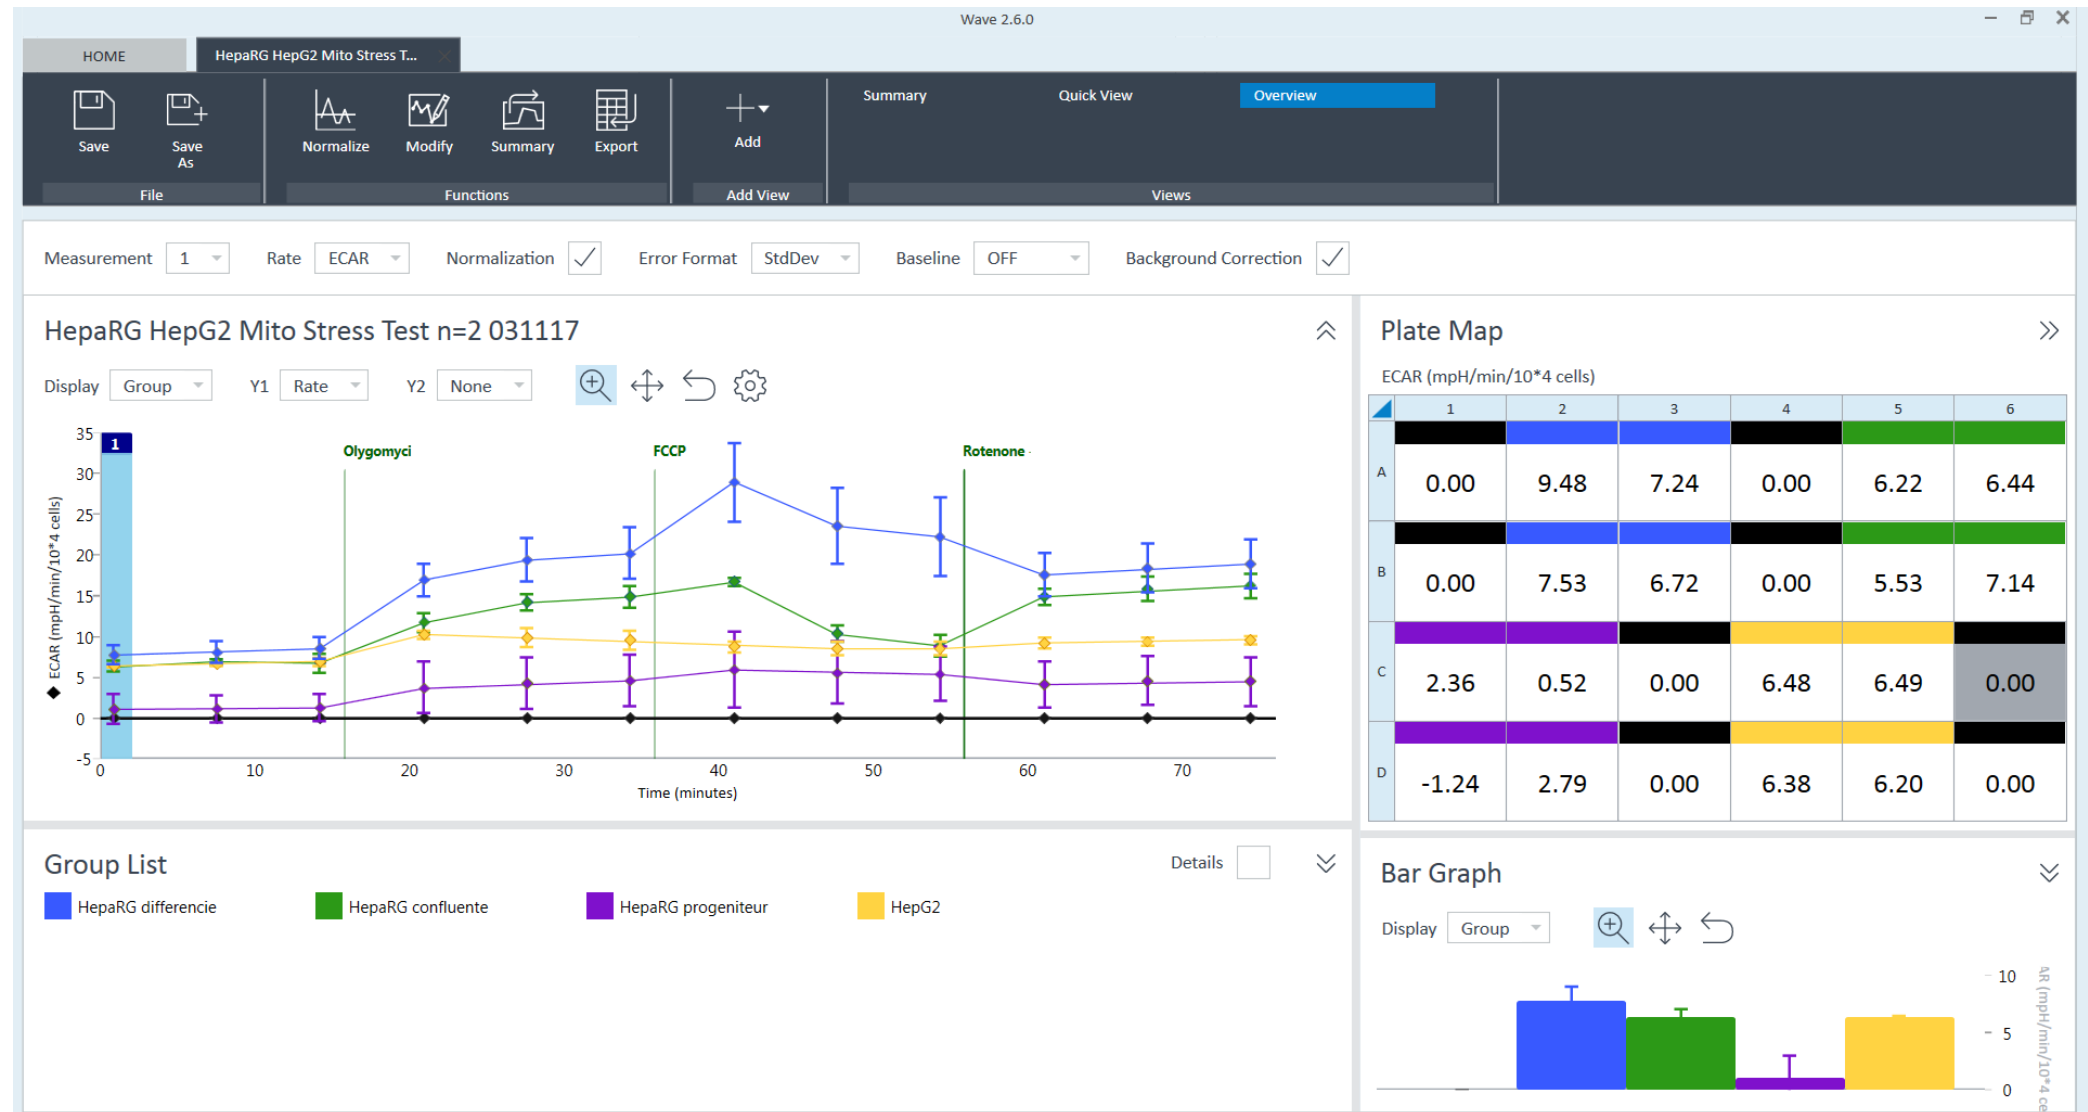 Wave 2.6.0
HOME
HepaRG HepG2 Mito Stress T...
Save
Save As
Normalize
Modify
Summary
Export
Add
Summary
Quick View
Overview
File
Functions
Add View
Views
Measurement 1
Rate ECAR
Normalization
Error Format StdDev
Baseline OFF
Background Correction
HepaRG HepG2 Mito Stress Test n=2 031117
Display Group
Y1 Rate
Y2 None
ECAR (mpH/min/10*4 cells)
35
30
25
20
15
10
5
0
-5
1
Olygomyci
FCCP
Rotenone
0 10 20 30 40 50 60 70
Time (minutes)
Plate Map
ECAR (mpH/min/10*4 cells)
1 2 3 4 5 6
A 0.00 9.48 7.24 0.00 6.22 6.44
B 0.00 7.53 6.72 0.00 5.53 7.14
C 2.36 0.52 0.00 6.48 6.49 0.00
D -1.24 2.79 0.00 6.38 6.20 0.00
Group List
Details
HepaRG differencie
HepaRG confluente
HepaRG progeniteur
HepG2
Bar Graph
Display Group
10
5
0
AR (mpH/min/10*4 ce